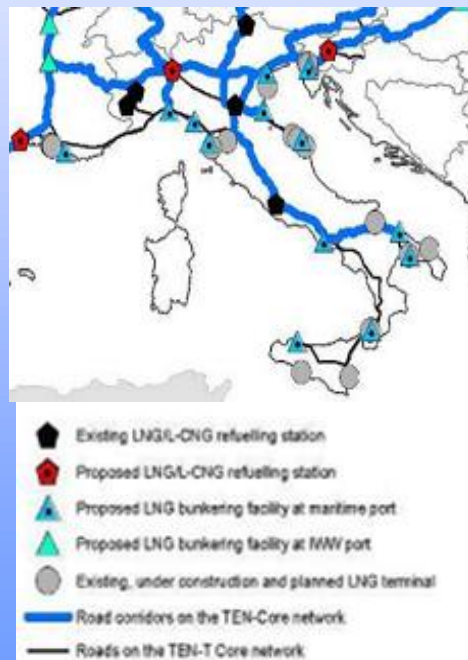 Existing LNG/L-CNG refuelling station
Proposed LNG/L-CNG refuelling station
Proposed LNG bunkering facility at maritime port
Proposed LNG bunkering facility at IWW port
Existing, under construction and planned LNG terminal
Road corridors on the TEN-Core network
Roads on the TEN-T Core network